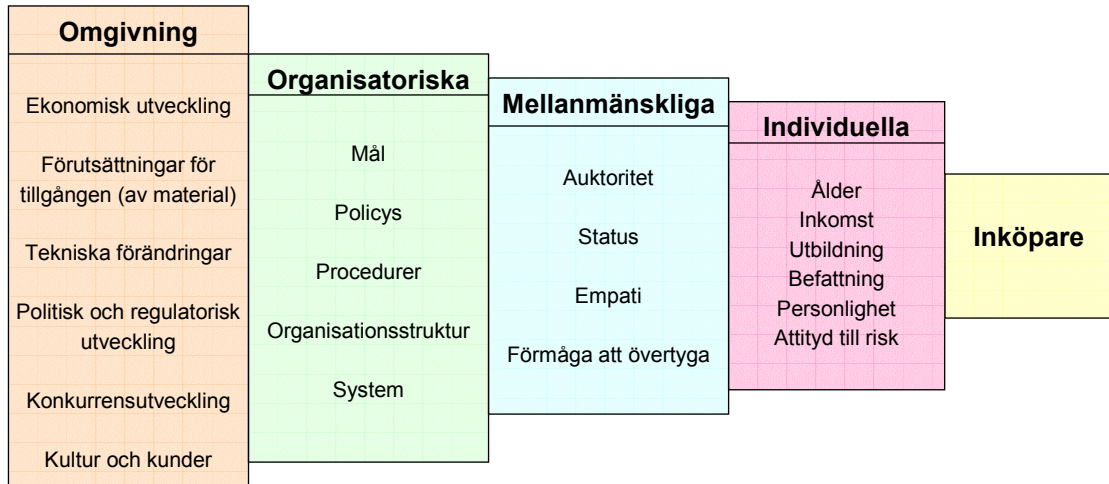 Omgivning
Ekonomisk utveckling
Förutsättningar för
tillgången (av material)
Tekniska förändringar
Politisk och regulatorisk
utveckling
Konkurrensutveckling
Kultur och kunder
Organisatoriska
Mål
Policys
Procedurer
Organisationsstruktur
System
Mellanmänskliga
Auktoritet
Status
Empati
Förmåga att övertyga
Individuella
Ålder
Inkomst
Utbildning
Befattning
Personlighet
Attityd till risk
Inköpare